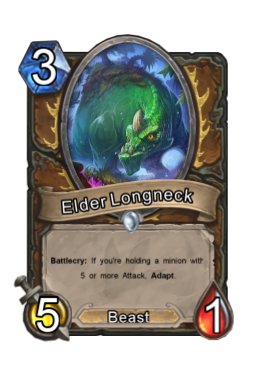 3
Elder Longneck
Battlecry: If you're holding a minion with
5 or more Attack, Adapt.
5
Beast
1